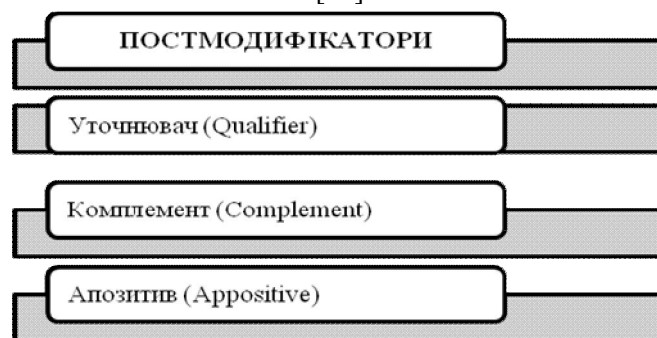 ПОСТМОДИФІКАТОРИ
Уточнювач (Qualifier)
Комплемент (Complement)
Апозитив (Appositive)